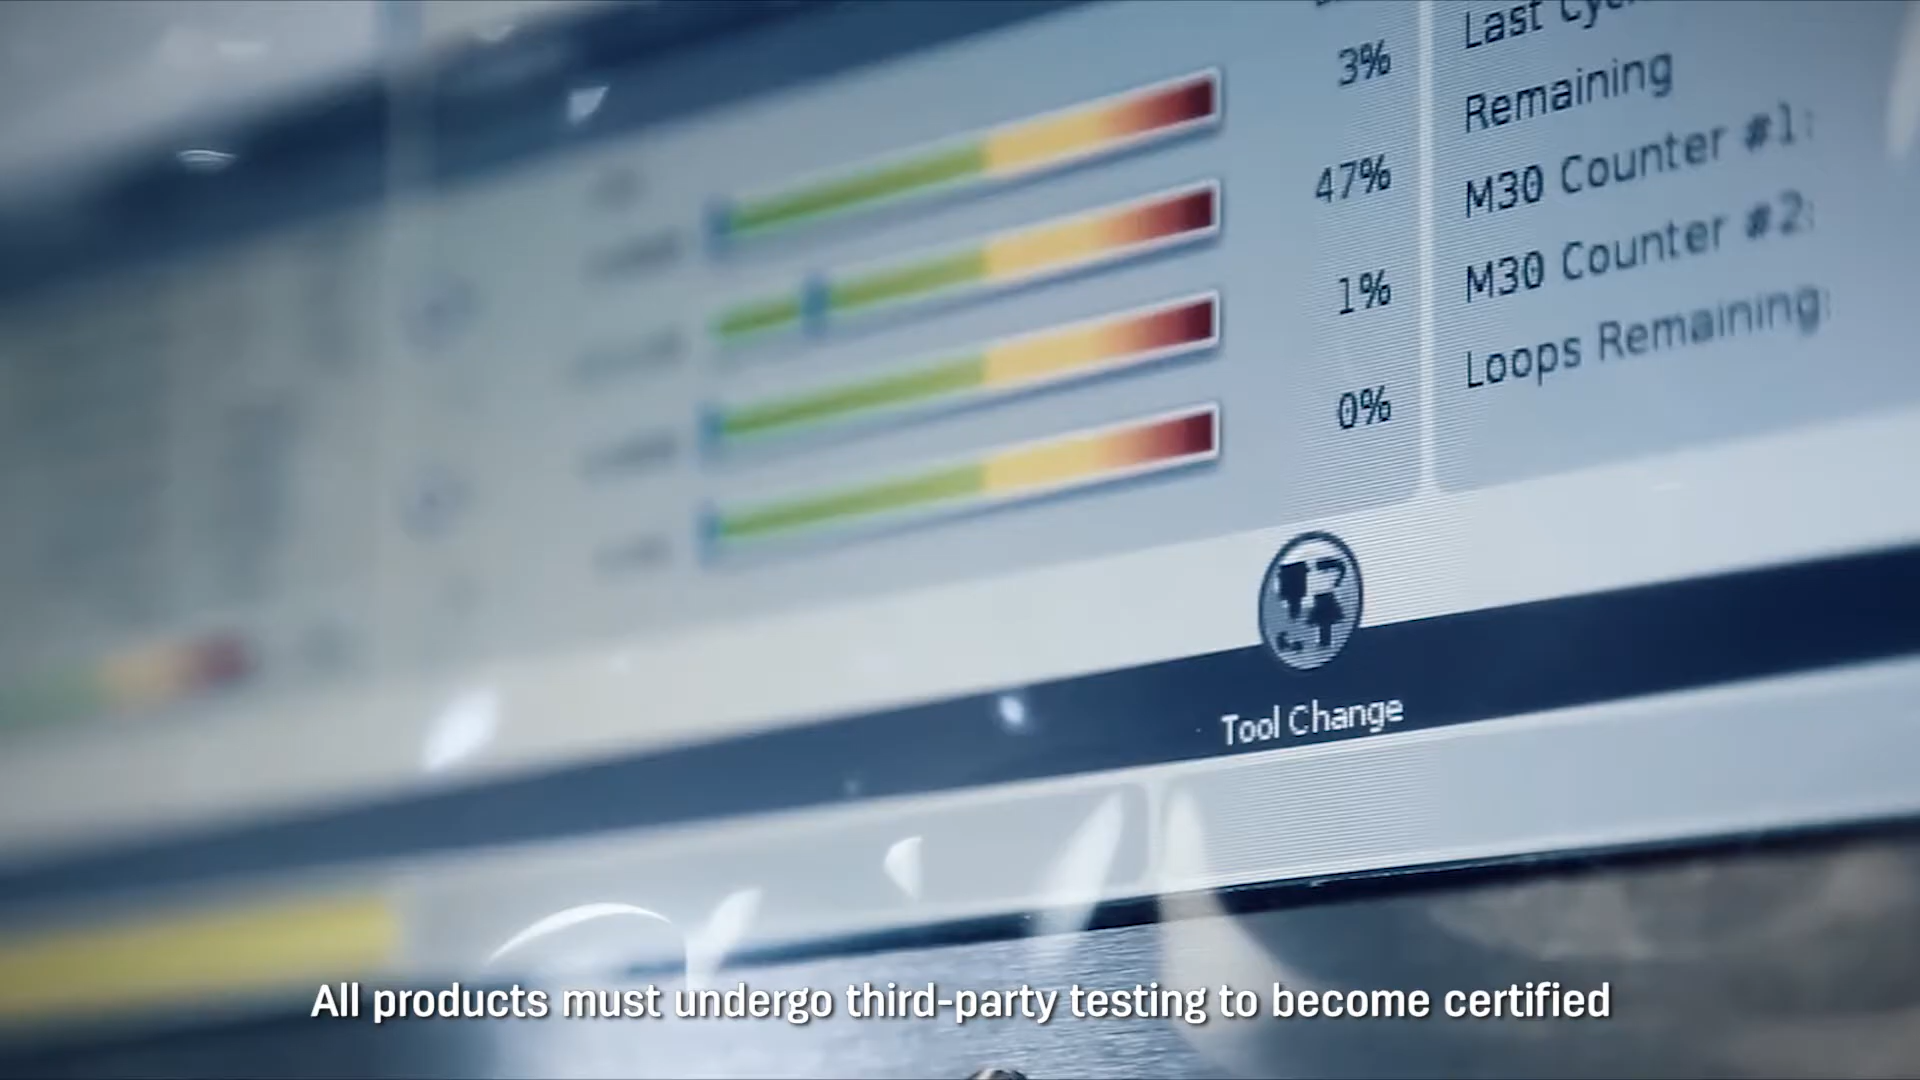 3%
47%
1%
0%
Last
Remaining
M30 Counter #1:
M30 Counter #2:
Loops Remaining:
Tool Change
All products must undergo third-party testing to become certified